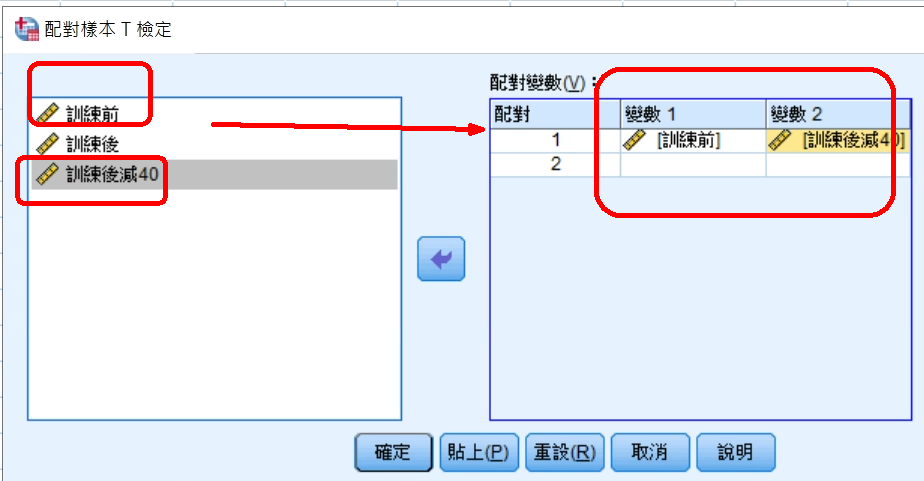 配對樣本 T 檢定
訓練前
訓練後
訓練後減40
配對變數(V)：
配對 變數 1 變數 2
1 [訓練前] [訓練後減40]
2
確定 貼上(P) 重設(R) 取消 說明